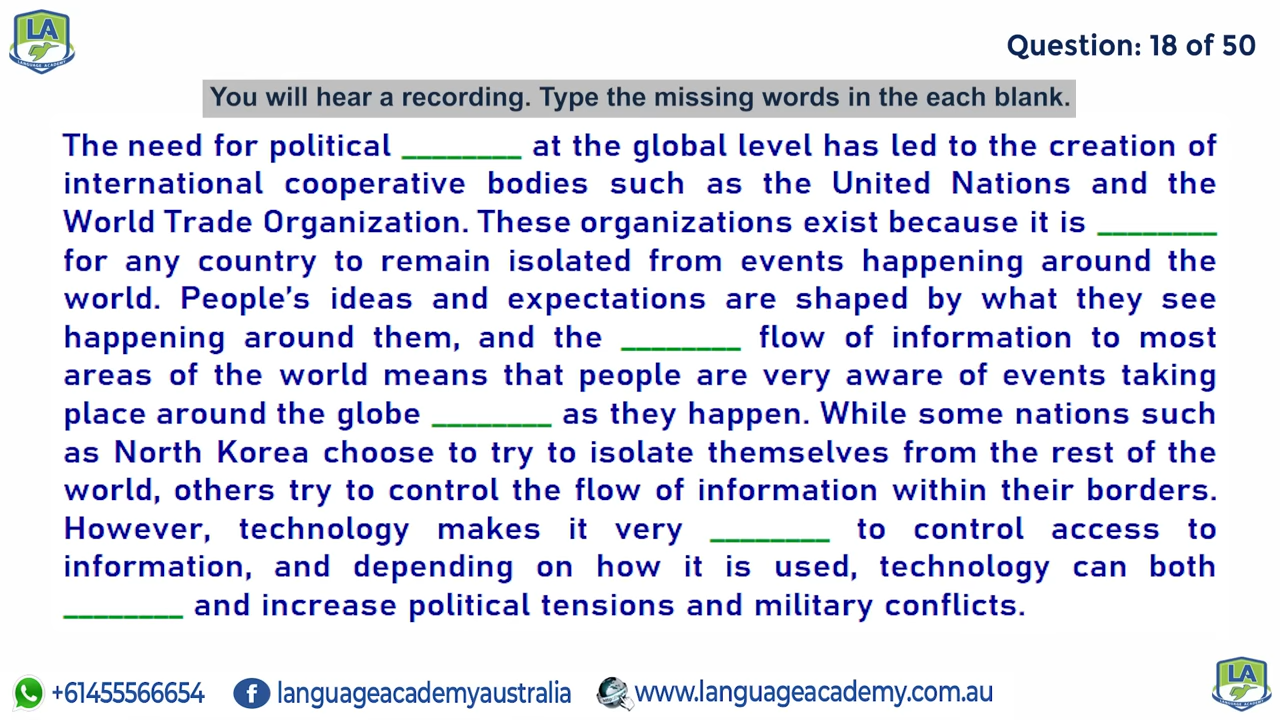 LA
LANGUAGE ACADEMY
Question: 18 of 50
You will hear a recording. Type the missing words in the each blank.
The need for political ________ at the global level has led to the creation of
international cooperative bodies such as the United Nations and the
World Trade Organization. These organizations exist because it is ________
for any country to remain isolated from events happening around the
world. People's ideas and expectations are shaped by what they see
happening around them, and the ________ flow of information to most
areas of the world means that people are very aware of events taking
place around the globe ________ as they happen. While some nations such
as North Korea choose to try to isolate themselves from the rest of the
world, others try to control the flow of information within their borders.
However, technology makes it very ________ to control access to
information, and depending on how it is used, technology can both
________ and increase political tensions and military conflicts.
+61455566654 languageacademyaustralia www.languageacademy.com.au
LA